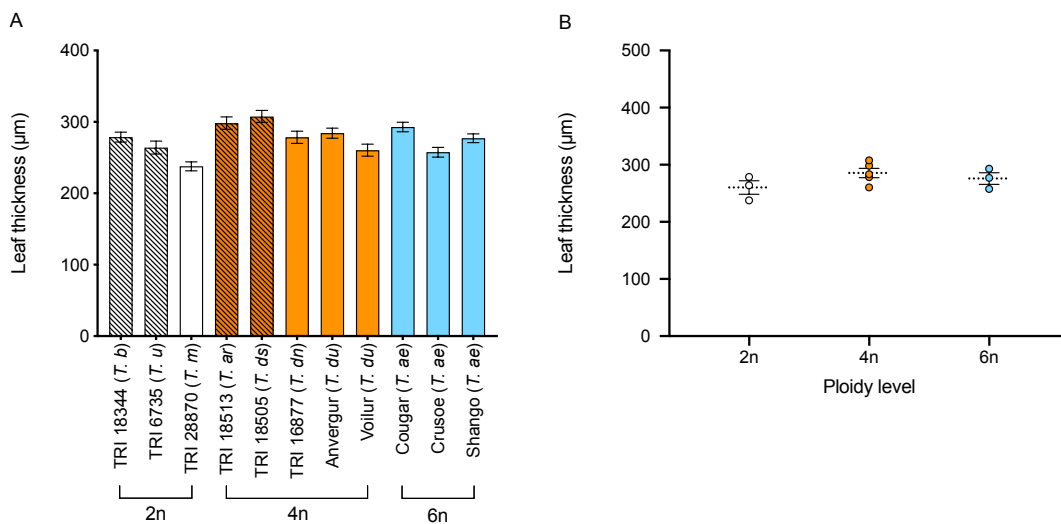 A
Leaf thickness (µm)
400
300
200
100
0
TRI 18344 (T. b)
TRI 6735 (T. u)
TRI 28870 (T. m)
TRI 18513 (T. ar)
TRI 18505 (T. ds)
TRI 16877 (T. dn)
Anvergur (T. du)
Voilur (T. du)
Cougar (T. ae)
Crusoe (T. ae)
Shango (T. ae)
2n
4n
6n
B
Leaf thickness (µm)
500
400
300
200
100
0
2n
4n
6n
Ploidy level